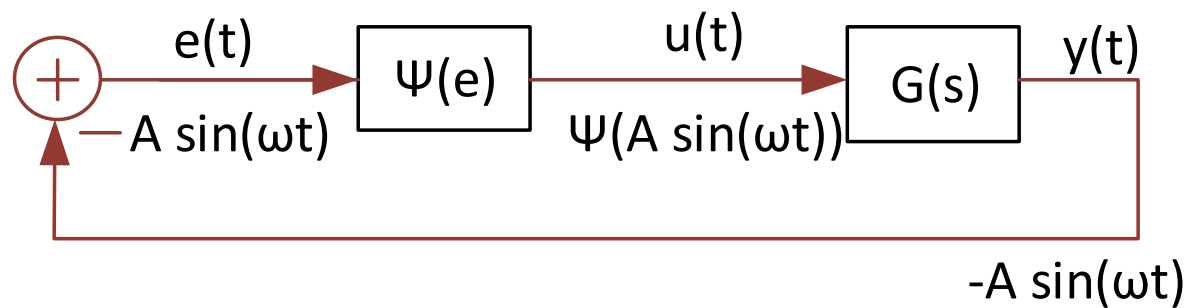 e(t)
u(t)
y(t)
+
Ψ(e)
G(s)
— A sin(ωt)
Ψ(A sin(ωt))
-A sin(ωt)